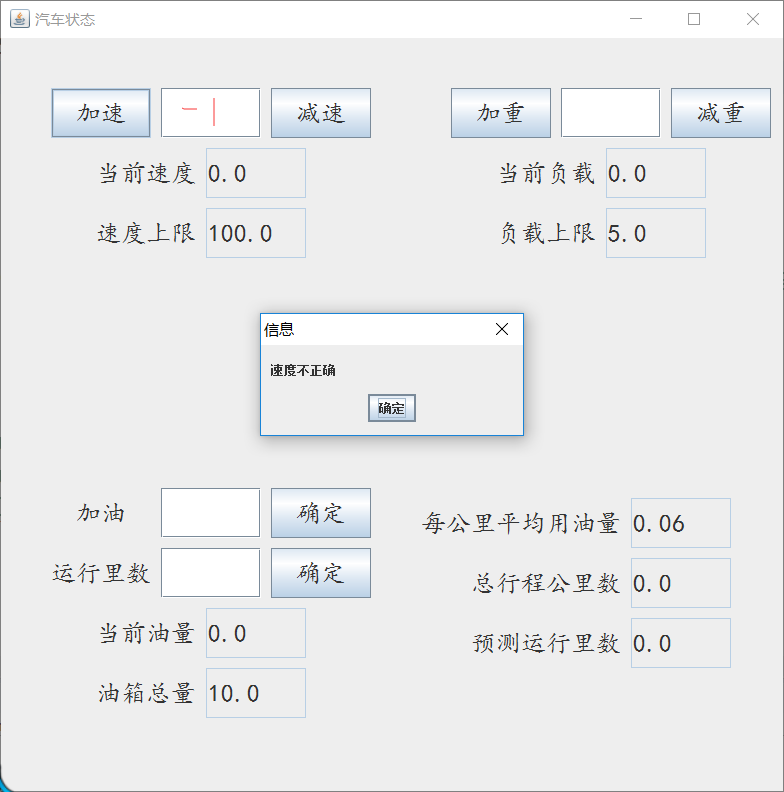 汽车状态
加速 -1 减速 加重 减重
当前速度 0.0 当前负载 0.0
速度上限 100.0 负载上限 5.0
信息
速度不正确
确定
加油 确定 每公里平均用油量 0.06
运行里数 确定 总行程公里数 0.0
当前油量 0.0 预测运行里数 0.0
油箱总量 10.0